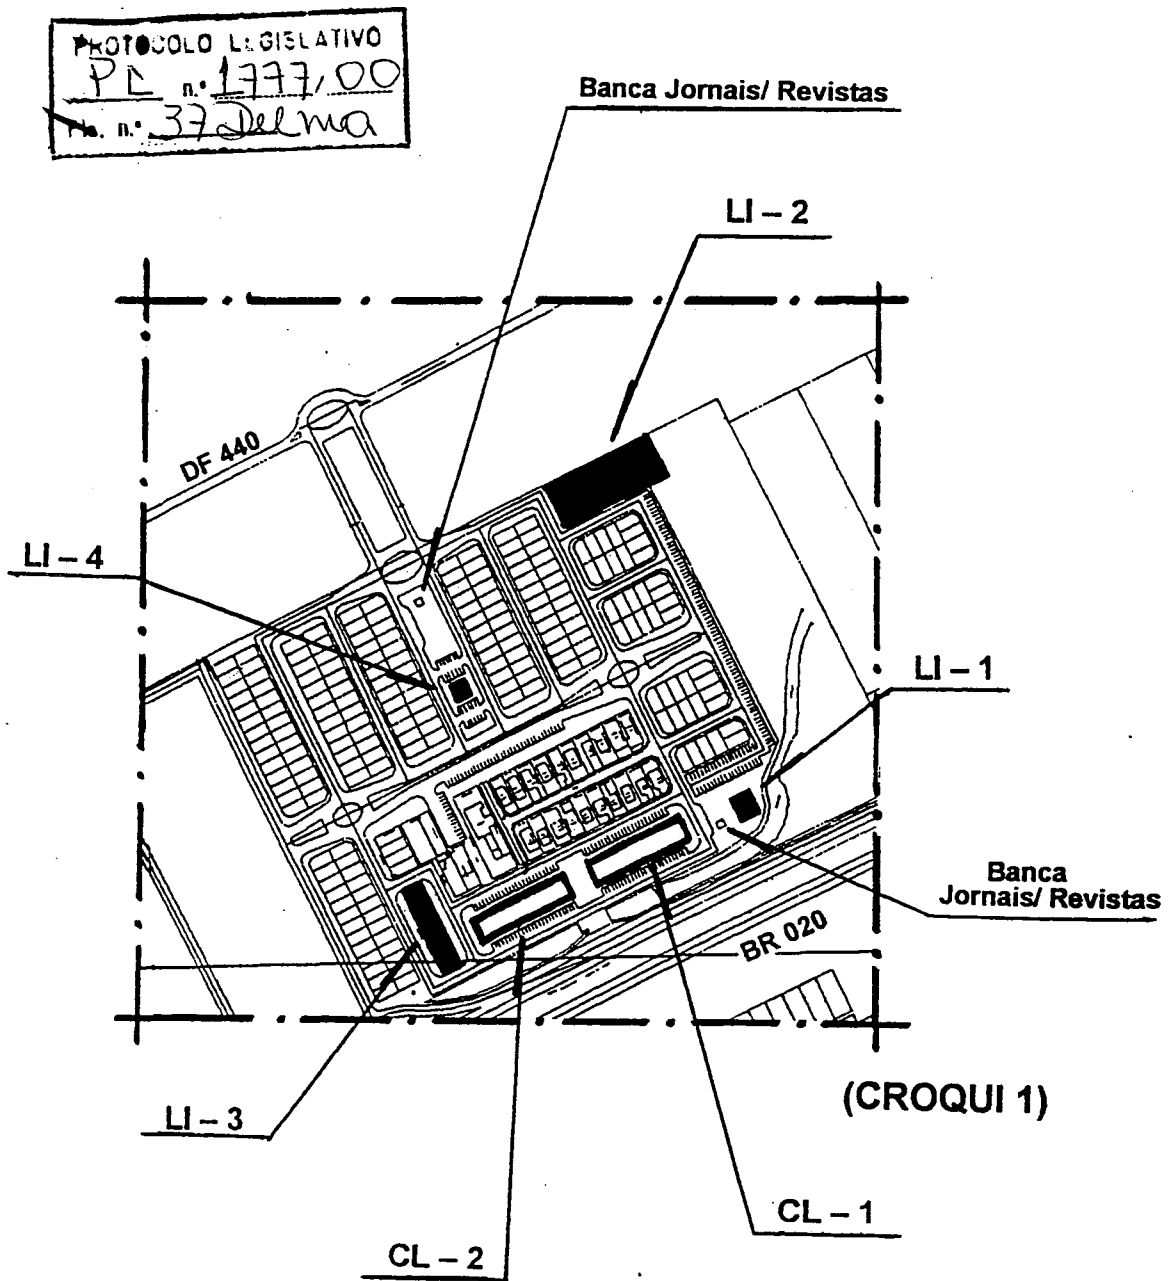 PROTOCOLO LEGISLATIVO
PL n.º 1777,00
Fls. n.º 37 Delma
Banca Jornais/ Revistas
LI – 2
DF 440
LI – 4
LI – 1
Banca
Jornais/ Revistas
BR 020
(CROQUI 1)
LI – 3
CL – 1
CL – 2